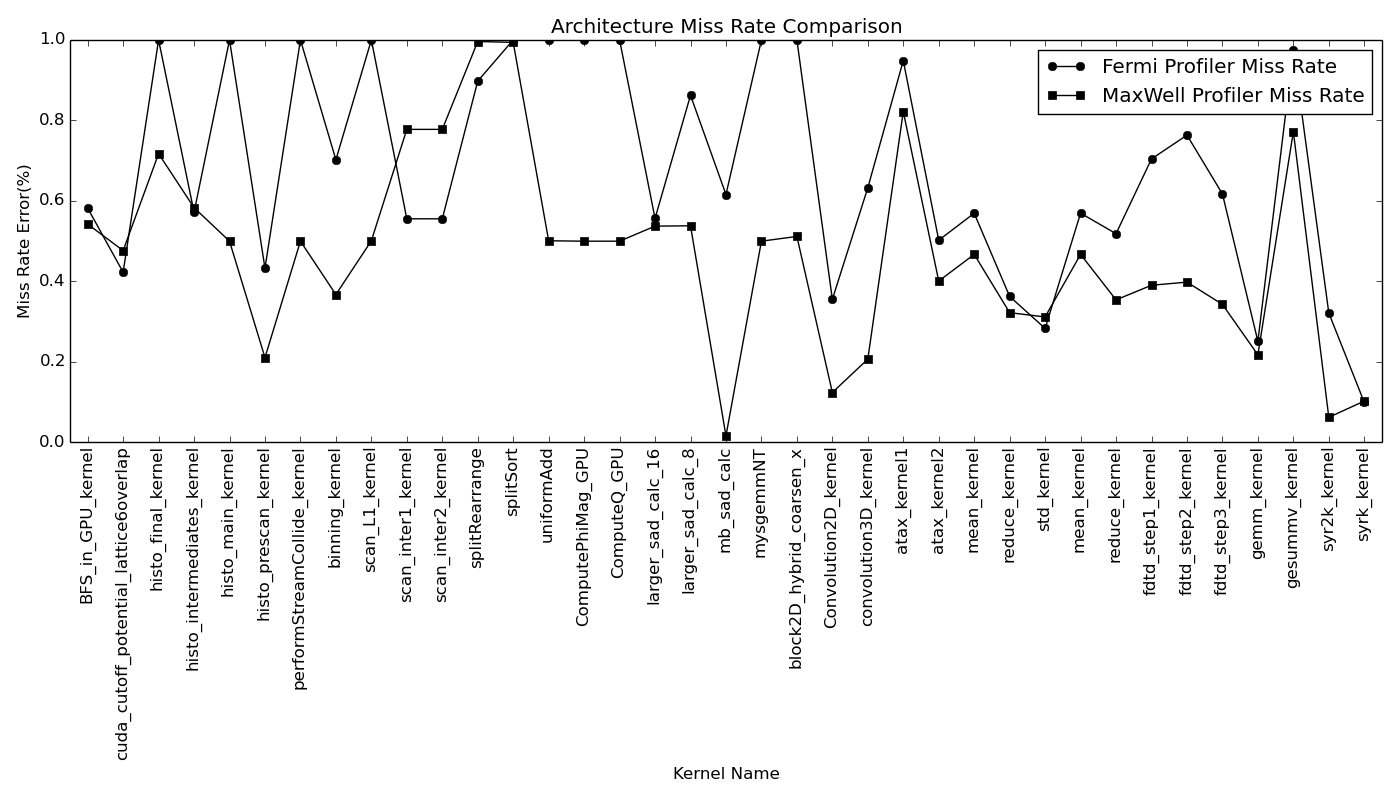 Architecture Miss Rate Comparison
Fermi Profiler Miss Rate
MaxWell Profiler Miss Rate
Miss Rate Error(%)
1.0
0.8
0.6
0.4
0.2
0.0
BFS_in_GPU_kernel
cuda_cutoff_potential_lattice6overlap
histo_final_kernel
histo_intermediates_kernel
histo_main_kernel
histo_prescan_kernel
performStreamCollide_kernel
binning_kernel
scan_L1_kernel
scan_inter1_kernel
scan_inter2_kernel
splitRearrange
splitSort
uniformAdd
ComputePhiMag_GPU
ComputeQ_GPU
larger_sad_calc_16
larger_sad_calc_8
mb_sad_calc
mysgemmNT
block2D_hybrid_coarsen_x
Convolution2D_kernel
convolution3D_kernel
atax_kernel1
atax_kernel2
mean_kernel
reduce_kernel
std_kernel
mean_kernel
reduce_kernel
fdtd_step1_kernel
fdtd_step2_kernel
fdtd_step3_kernel
gemm_kernel
gesummv_kernel
syr2k_kernel
syrk_kernel
Kernel Name